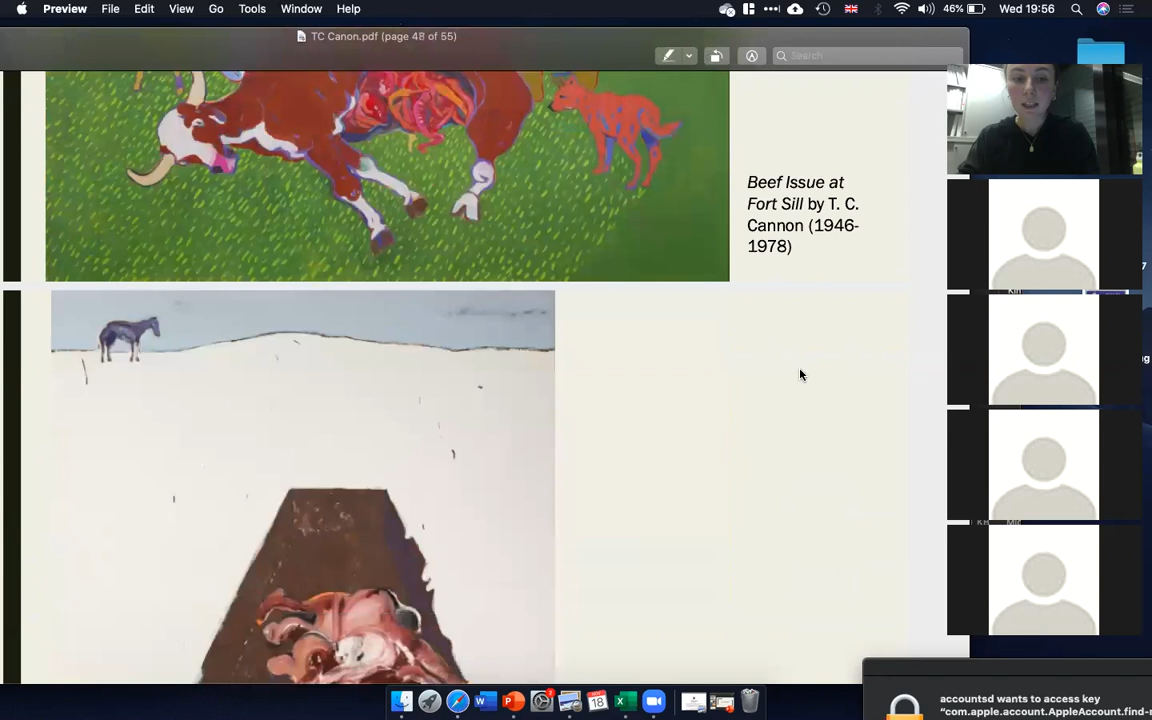 Preview File Edit View Go Tools Window Help 46% Wed 19:56
TC Canon.pdf (page 48 of 55)
Search
Beef Issue at
Fort Sill by T. C.
Cannon (1946-
1978)
accountsd wants to access key
"com.apple.account.AppleAccount.find-